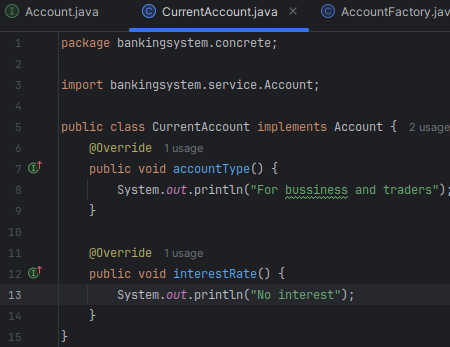 Account.java CurrentAccount.java × AccountFactory.jav
1 package bankingsystem.concrete;
2
3 import bankingsystem.service.Account;
4
5 public class CurrentAccount implements Account { 2 usages
6 @Override 1 usage
7 public void accountType() {
8 System.out.println("For bussiness and traders");
9 }
10
11 @Override 1 usage
12 public void interestRate() {
13 System.out.println("No interest");
14 }
15 }